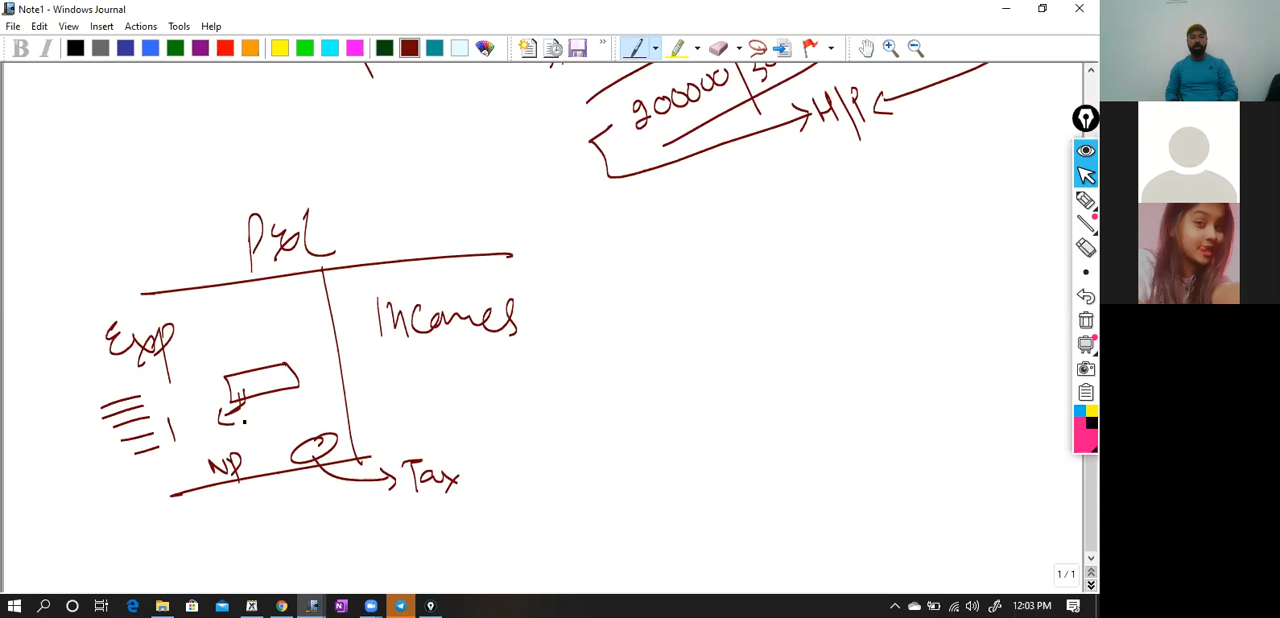 Note1 - Windows Journal
File Edit View Insert Actions Tools Help
B I
200000
H/P
P&L
Exp
Incomes
NP
Tax
1 / 1
12:03 PM